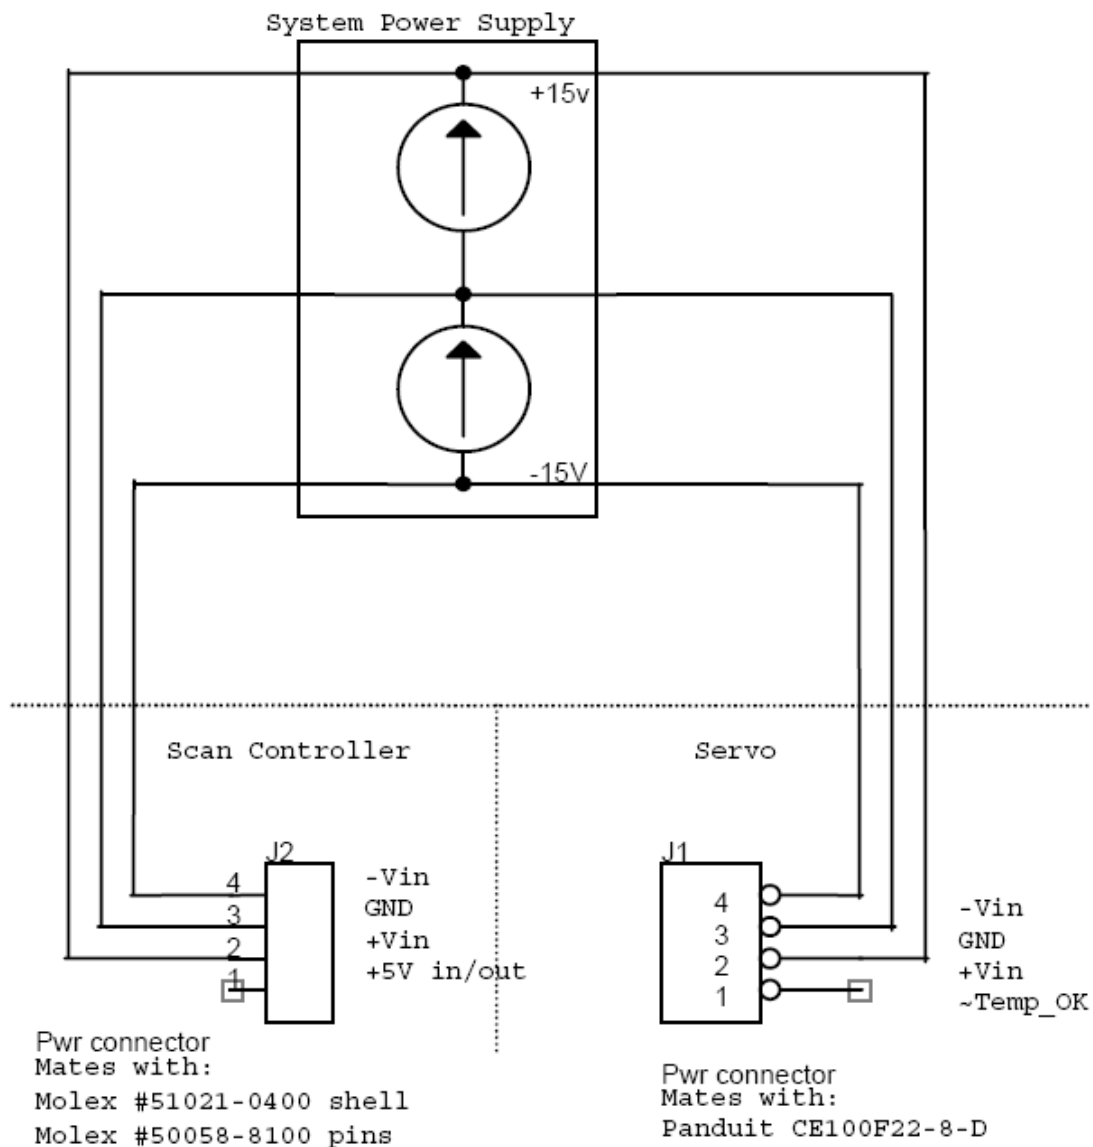 System Power Supply
+15v
-15V
Scan Controller
Servo
J2
4
3
2
1
-Vin
GND
+Vin
+5V in/out
J1
4
3
2
1
-Vin
GND
+Vin
~Temp_OK
Pwr connector
Mates with:
Molex #51021-0400 shell
Molex #50058-8100 pins
Pwr connector
Mates with:
Panduit CE100F22-8-D